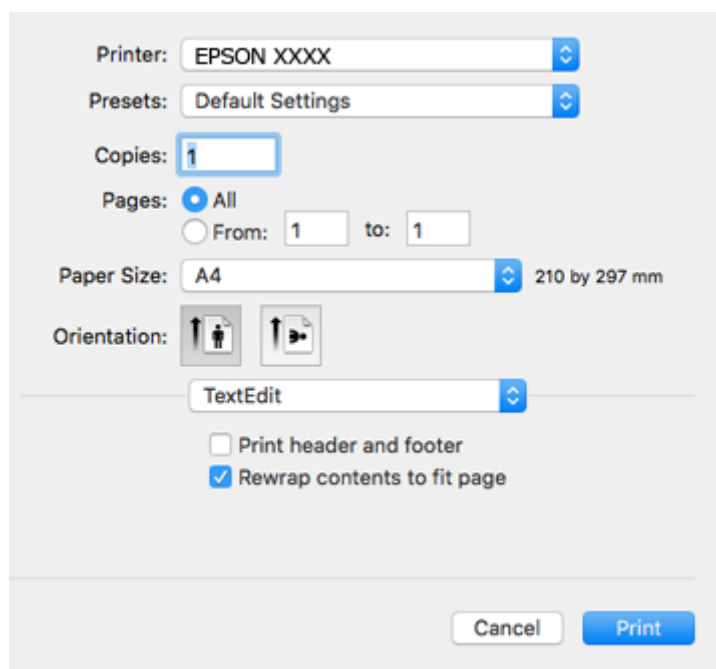 Printer: EPSON XXXX
Presets: Default Settings
Copies: 1
Pages: All
From: 1 to: 1
Paper Size: A4 210 by 297 mm
Orientation:
TextEdit
Print header and footer
Rewrap contents to fit page
Cancel Print